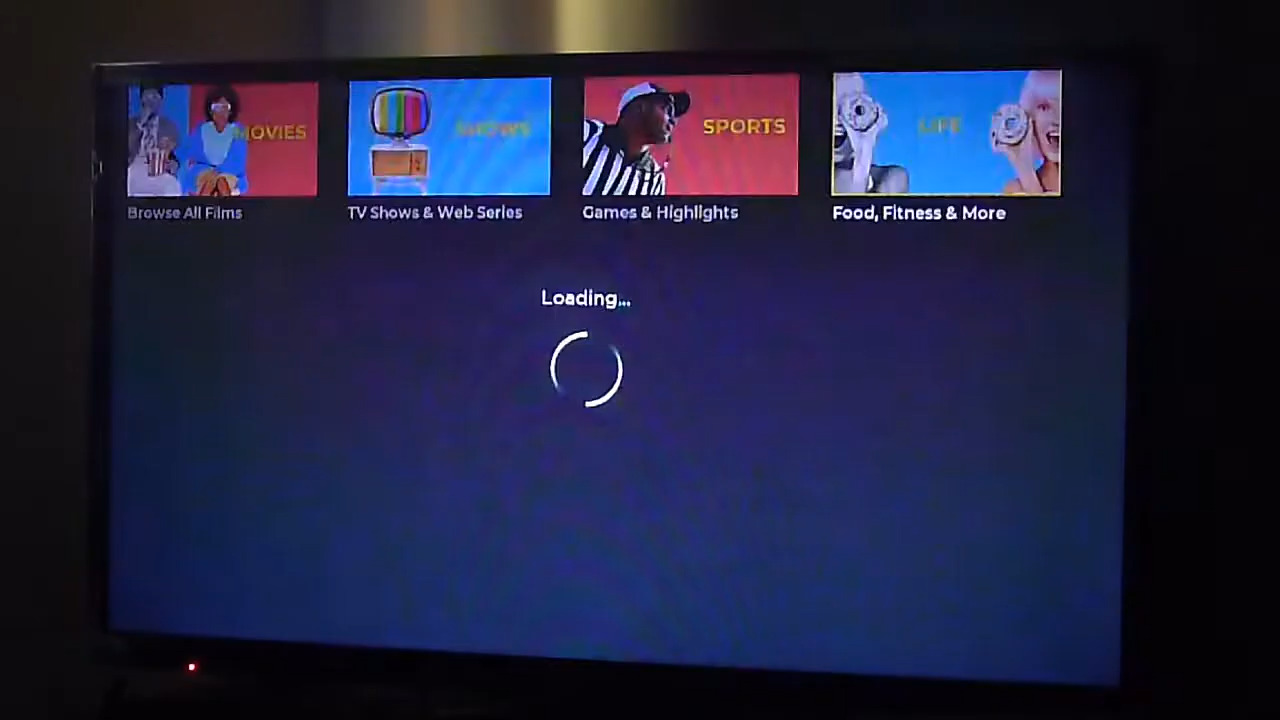 MOVIES
SHOWS
SPORTS
LIFE
Browse All Films
TV Shows & Web Series
Games & Highlights
Food, Fitness & More
Loading...